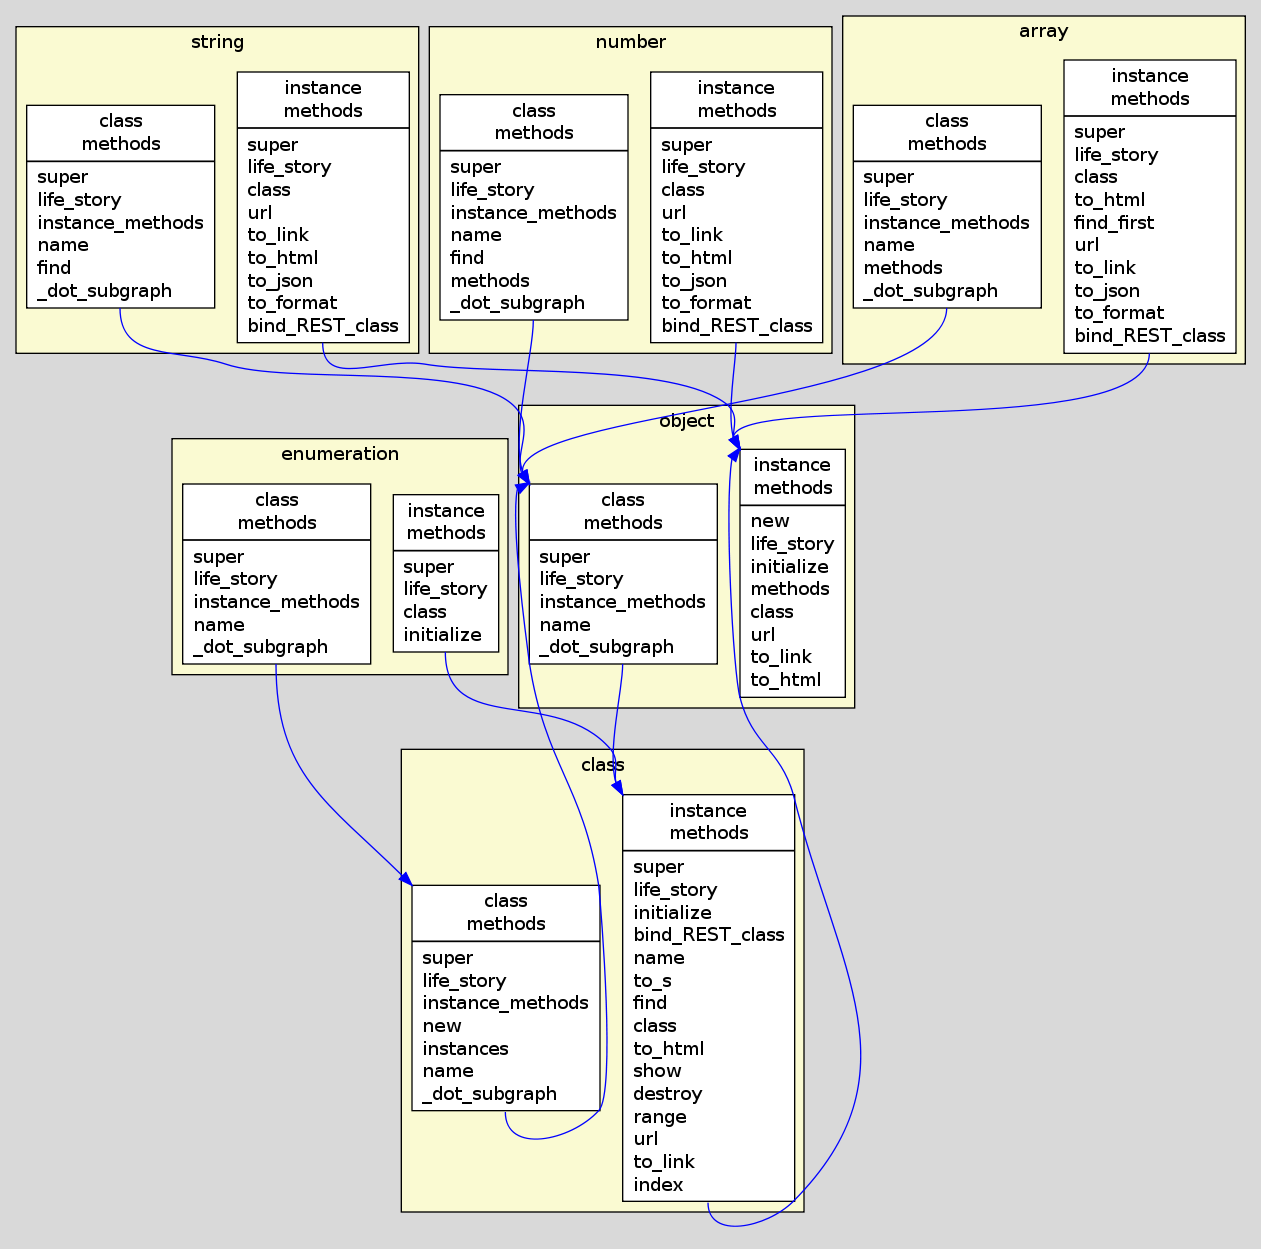 string
class
methods
super
life_story
instance_methods
name
find
_dot_subgraph
instance
methods
super
life_story
class
url
to_link
to_html
to_json
to_format
bind_REST_class
number
class
methods
super
life_story
instance_methods
name
find
methods
_dot_subgraph
instance
methods
super
life_story
class
url
to_link
to_html
to_json
to_format
bind_REST_class
array
class
methods
super
life_story
instance_methods
name
methods
_dot_subgraph
instance
methods
super
life_story
class
to_html
find_first
url
to_link
to_json
to_format
bind_REST_class
enumeration
class
methods
super
life_story
instance_methods
name
_dot_subgraph
instance
methods
super
life_story
class
initialize
object
class
methods
super
life_story
instance_methods
name
_dot_subgraph
instance
methods
new
life_story
initialize
methods
class
url
to_link
to_html
class
class
methods
super
life_story
instance_methods
new
instances
name
_dot_subgraph
instance
methods
super
life_story
initialize
bind_REST_class
name
to_s
find
class
to_html
show
destroy
range
url
to_link
index